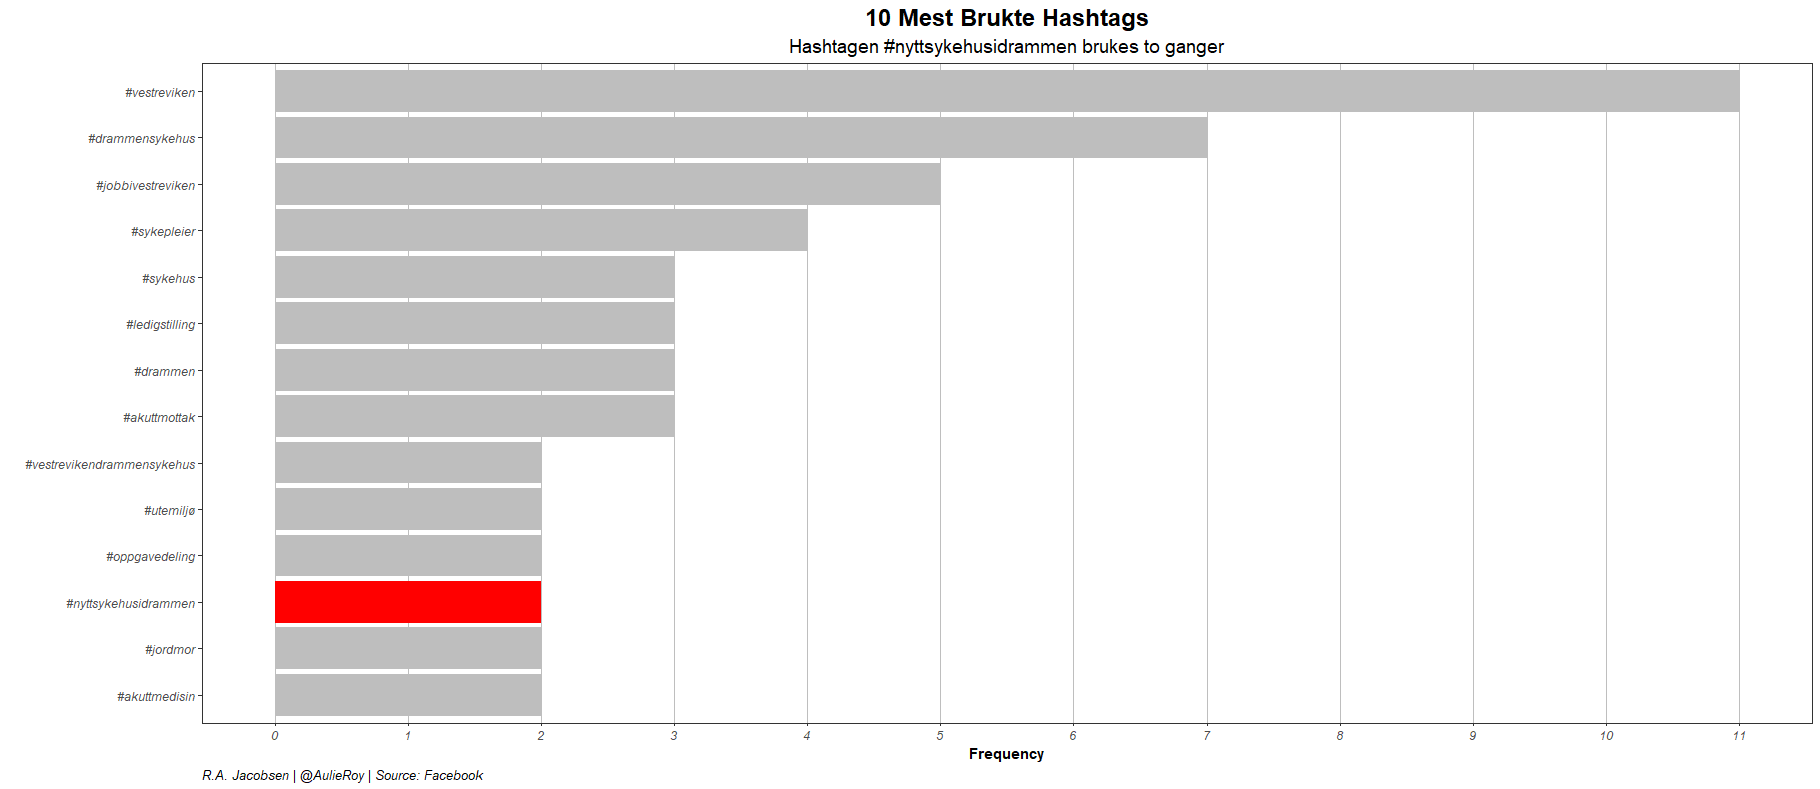 10 Mest Brukte Hashtags
Hashtagen #nyttsykehusidrammen brukes to ganger
#vestreviken
#drammensykehus
#jobbivestreviken
#sykepleier
#sykehus
#ledigstilling
#drammen
#akuttmottak
#vestrevikendrammensykehus
#utemiljø
#oppgavedeling
#nyttsykehusidrammen
#jordmor
#akuttmedisin
0 1 2 3 4 5 6 7 8 9 10 11
Frequency
R.A. Jacobsen | @AulieRoy | Source: Facebook